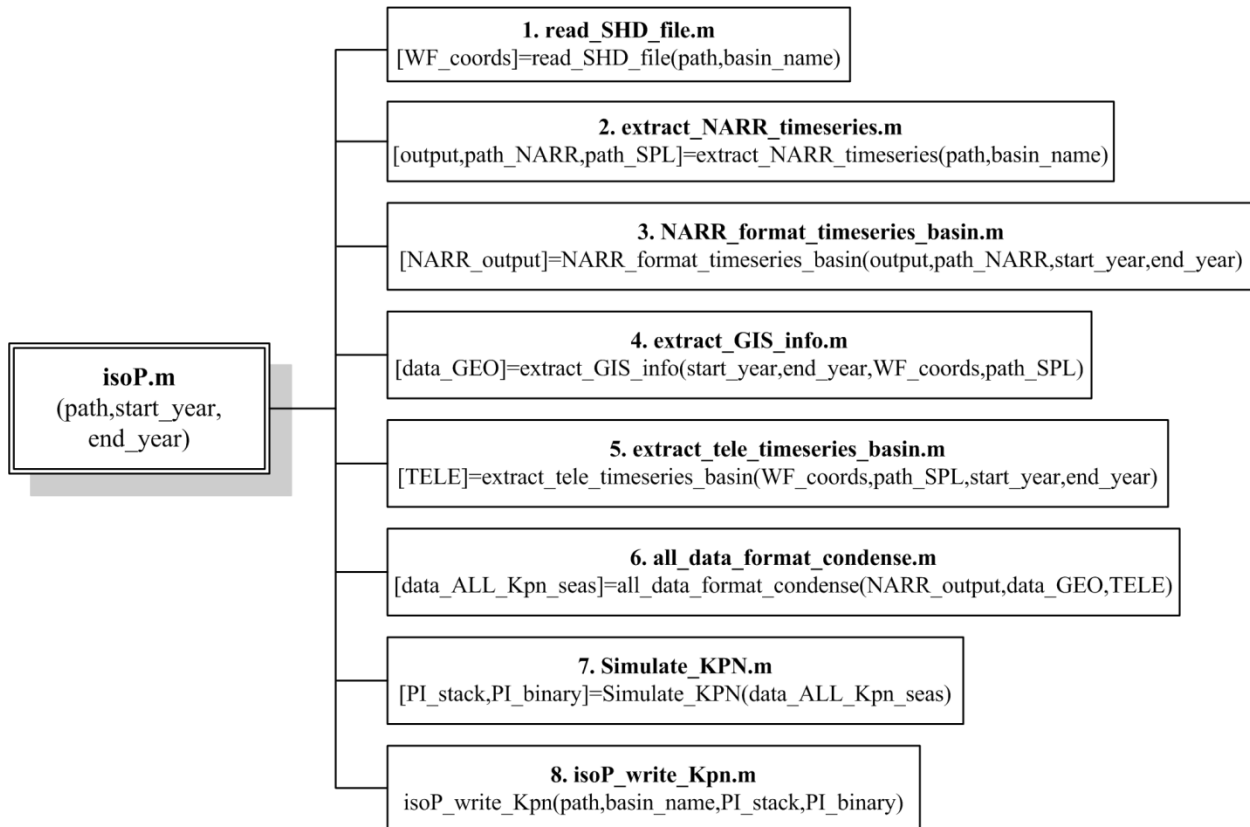 isoP.m
(path,start_year,
end_year)
1. read_SHD_file.m
[WF_coords]=read_SHD_file(path,basin_name)
2. extract_NARR_timeseries.m
[output,path_NARR,path_SPL]=extract_NARR_timeseries(path,basin_name)
3. NARR_format_timeseries_basin.m
[NARR_output]=NARR_format_timeseries_basin(output,path_NARR,start_year,end_year)
4. extract_GIS_info.m
[data_GEO]=extract_GIS_info(start_year,end_year,WF_coords,path_SPL)
5. extract_tele_timeseries_basin.m
[TELE]=extract_tele_timeseries_basin(WF_coords,path_SPL,start_year,end_year)
6. all_data_format_condense.m
[data_ALL_Kpn_seas]=all_data_format_condense(NARR_output,data_GEO,TELE)
7. Simulate_KPN.m
[PI_stack,PI_binary]=Simulate_KPN(data_ALL_Kpn_seas)
8. isoP_write_Kpn.m
isoP_write_Kpn(path,basin_name,PI_stack,PI_binary)